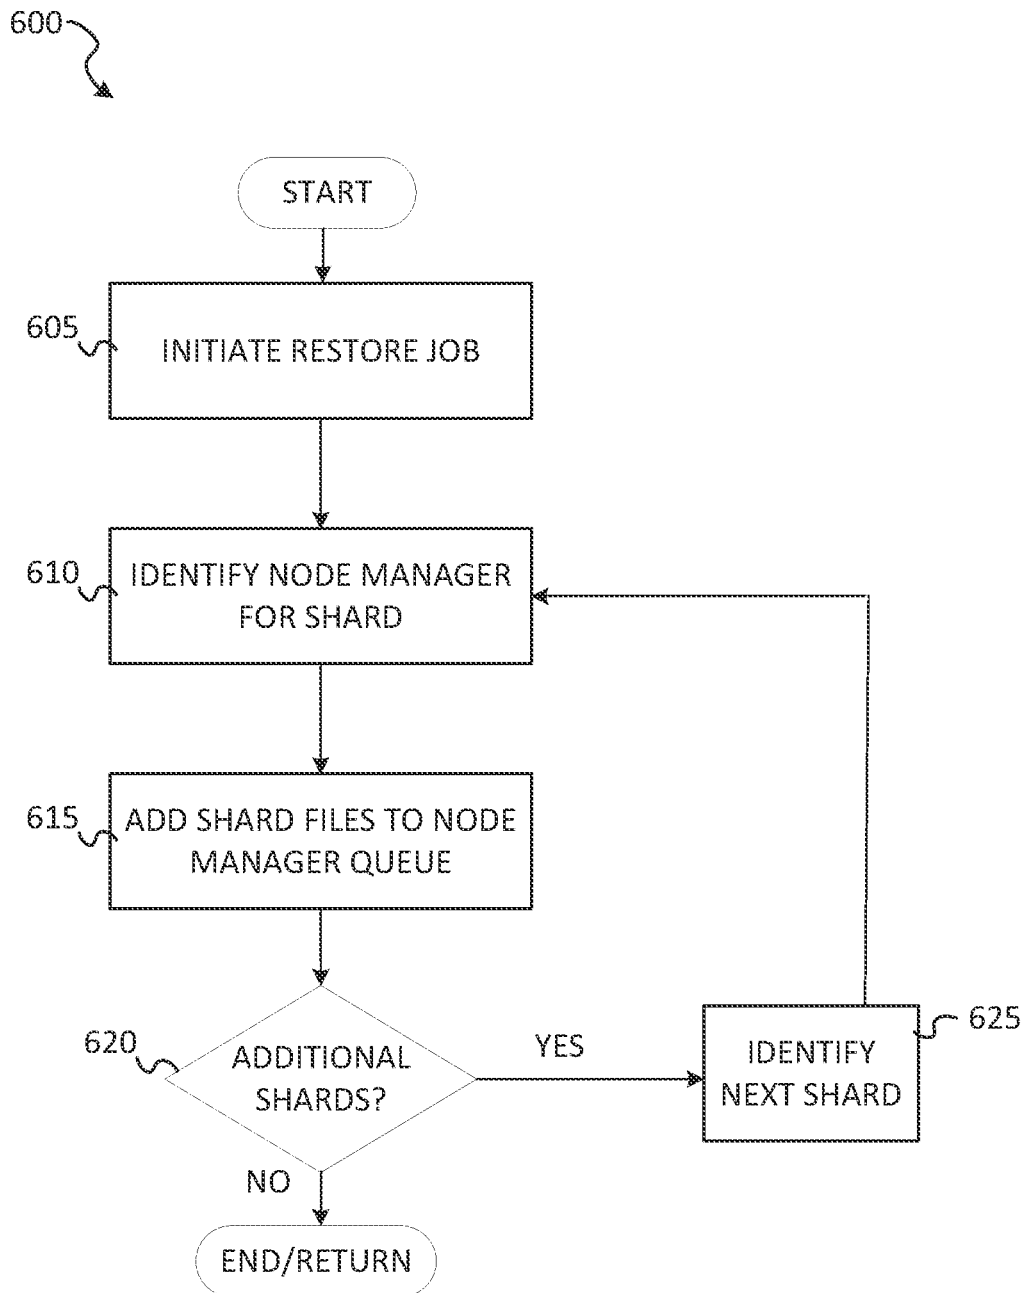 600
START
605
INITIATE RESTORE JOB
610
IDENTIFY NODE MANAGER
FOR SHARD
615
ADD SHARD FILES TO NODE
MANAGER QUEUE
620
ADDITIONAL
SHARDS?
YES
625
IDENTIFY
NEXT SHARD
NO
END/RETURN